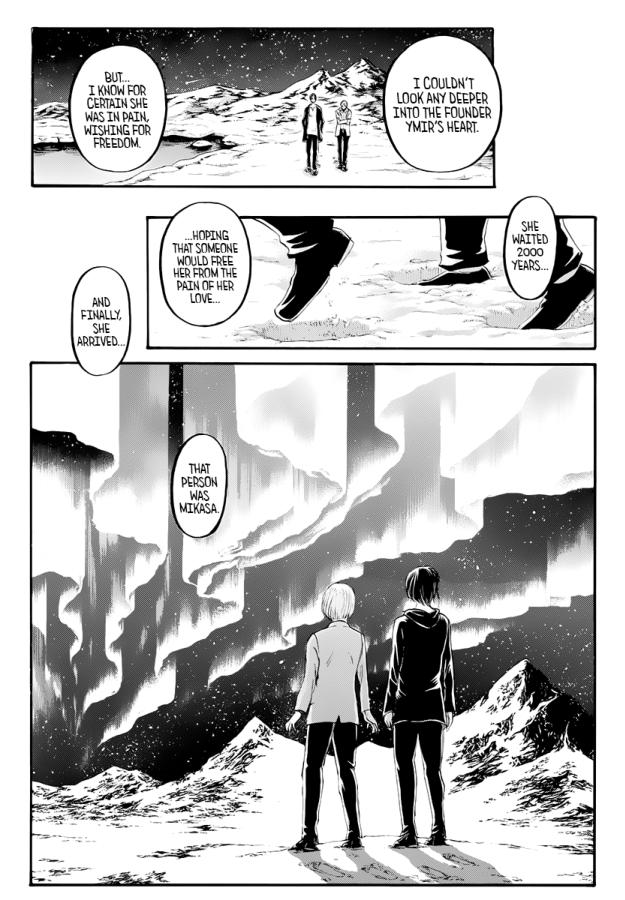 I COULDN'T
LOOK ANY DEEPER
INTO THE FOUNDER
YMIR'S HEART.
BUT...
I KNOW FOR
CERTAIN SHE
WAS IN PAIN,
WISHING FOR
FREEDOM.
SHE
WAITED
2000
YEARS...
...HOPING
THAT SOMEONE
WOULD FREE
HER FROM THE
PAIN OF HER
LOVE...
AND
FINALLY,
SHE
ARRIVED...
THAT
PERSON
WAS
MIKASA.